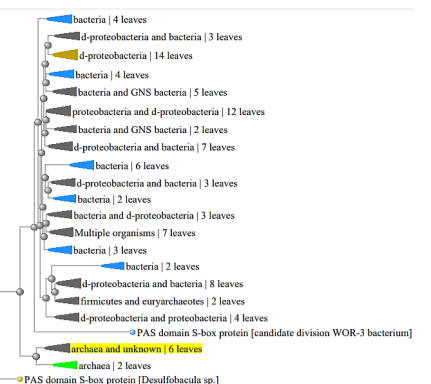 bacteria | 4 leaves
d-proteobacteria and bacteria | 3 leaves
d-proteobacteria | 14 leaves
bacteria | 4 leaves
bacteria and GNS bacteria | 5 leaves
proteobacteria and d-proteobacteria | 12 leaves
bacteria and GNS bacteria | 2 leaves
d-proteobacteria and bacteria | 7 leaves
bacteria | 6 leaves
d-proteobacteria and bacteria | 3 leaves
bacteria | 2 leaves
bacteria and d-proteobacteria | 3 leaves
Multiple organisms | 7 leaves
bacteria | 3 leaves
bacteria | 2 leaves
d-proteobacteria and bacteria | 8 leaves
firmicutes and euryarchaeotes | 2 leaves
d-proteobacteria and proteobacteria | 4 leaves
PAS domain S-box protein [candidate division WOR-3 bacterium]
archaea and unknown | 6 leaves
archaea | 2 leaves
PAS domain S-box protein [Desulfobacula sp.]